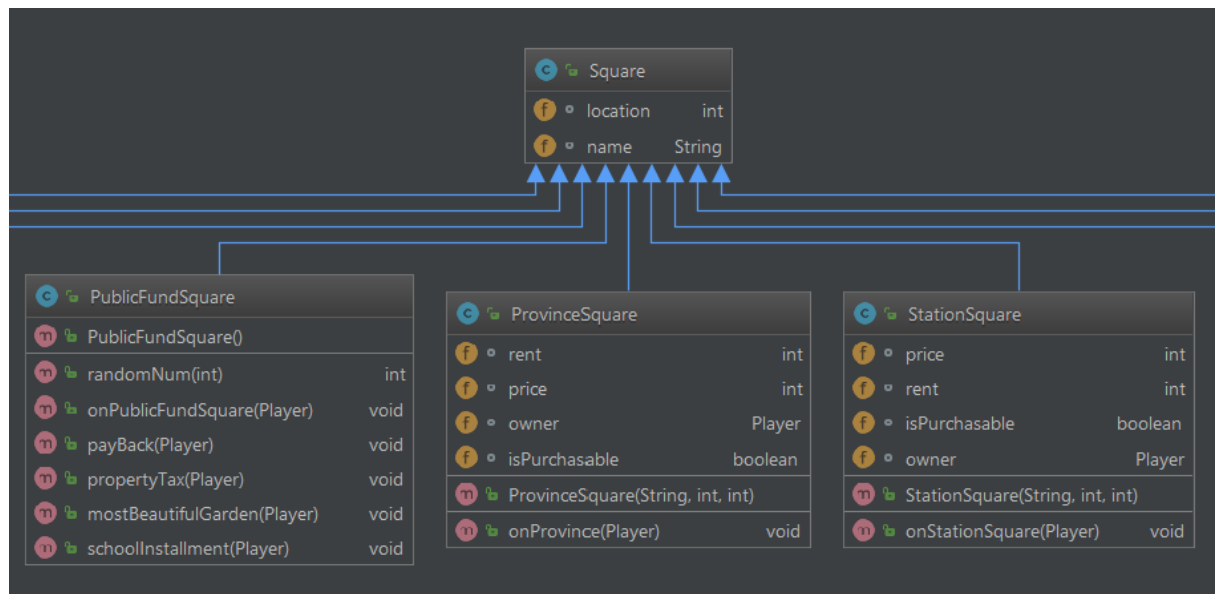 Square
location int
name String
PublicFundSquare
PublicFundSquare()
randomNum(int) int
onPublicFundSquare(Player) void
payBack(Player) void
propertyTax(Player) void
mostBeautifulGarden(Player) void
schoolInstallment(Player) void
ProvinceSquare
rent int
price int
owner Player
isPurchasable boolean
ProvinceSquare(String, int, int)
onProvince(Player) void
StationSquare
price int
rent int
isPurchasable boolean
owner Player
StationSquare(String, int, int)
onStationSquare(Player) void